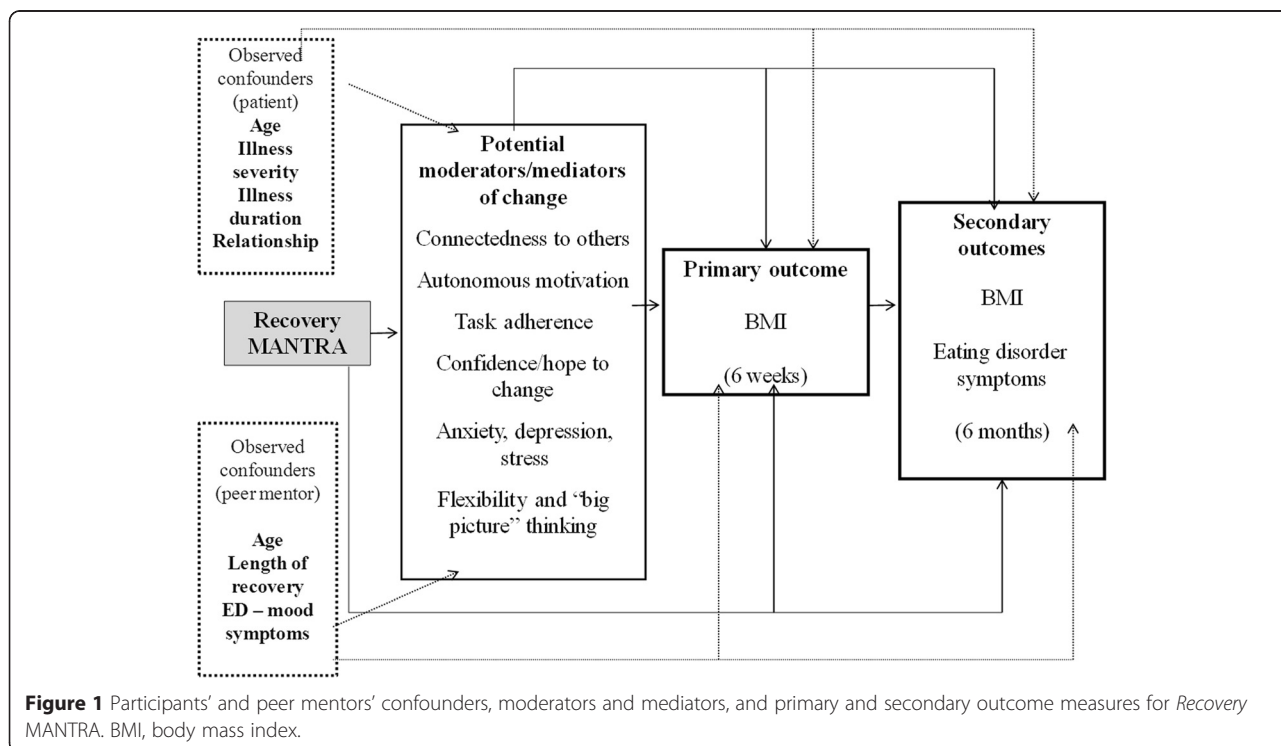 Observed
confounders
(patient)
Age
Illness
severity
Illness
duration
Relationship
Recovery
MANTRA
Observed
confounders
(peer mentor)
Age
Length of
recovery
ED – mood
symptoms
Potential
moderators/mediators
of change
Connectedness to others
Autonomous motivation
Task adherence
Confidence/hope to
change
Anxiety, depression,
stress
Flexibility and “big
picture” thinking
Primary outcome
BMI
(6 weeks)
Secondary
outcomes
BMI
Eating disorder
symptoms
(6 months)
Figure 1 Participants’ and peer mentors’ confounders, moderators and mediators, and primary and secondary outcome measures for Recovery
MANTRA. BMI, body mass index.